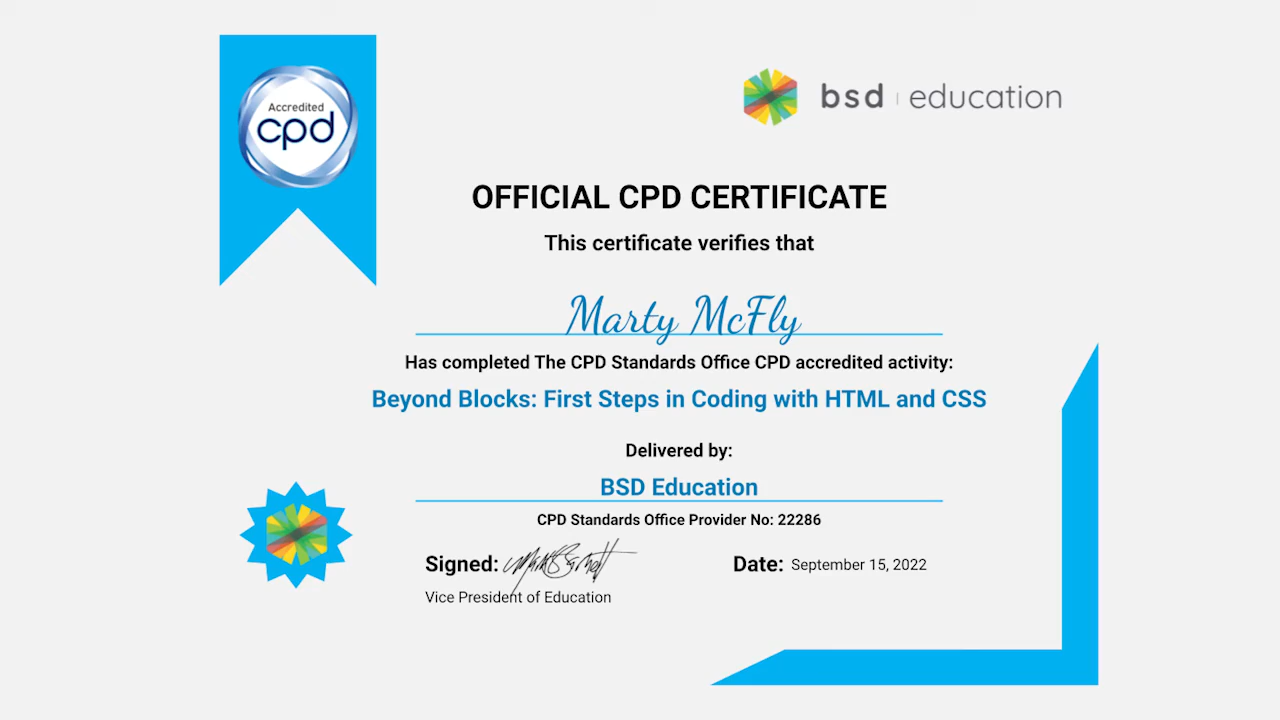 Accredited
cpd
bsd | education
OFFICIAL CPD CERTIFICATE
This certificate verifies that
Marty McFly
Has completed The CPD Standards Office CPD accredited activity:
Beyond Blocks: First Steps in Coding with HTML and CSS
Delivered by:
BSD Education
CPD Standards Office Provider No: 22286
Signed:
Date: September 15, 2022
Vice President of Education